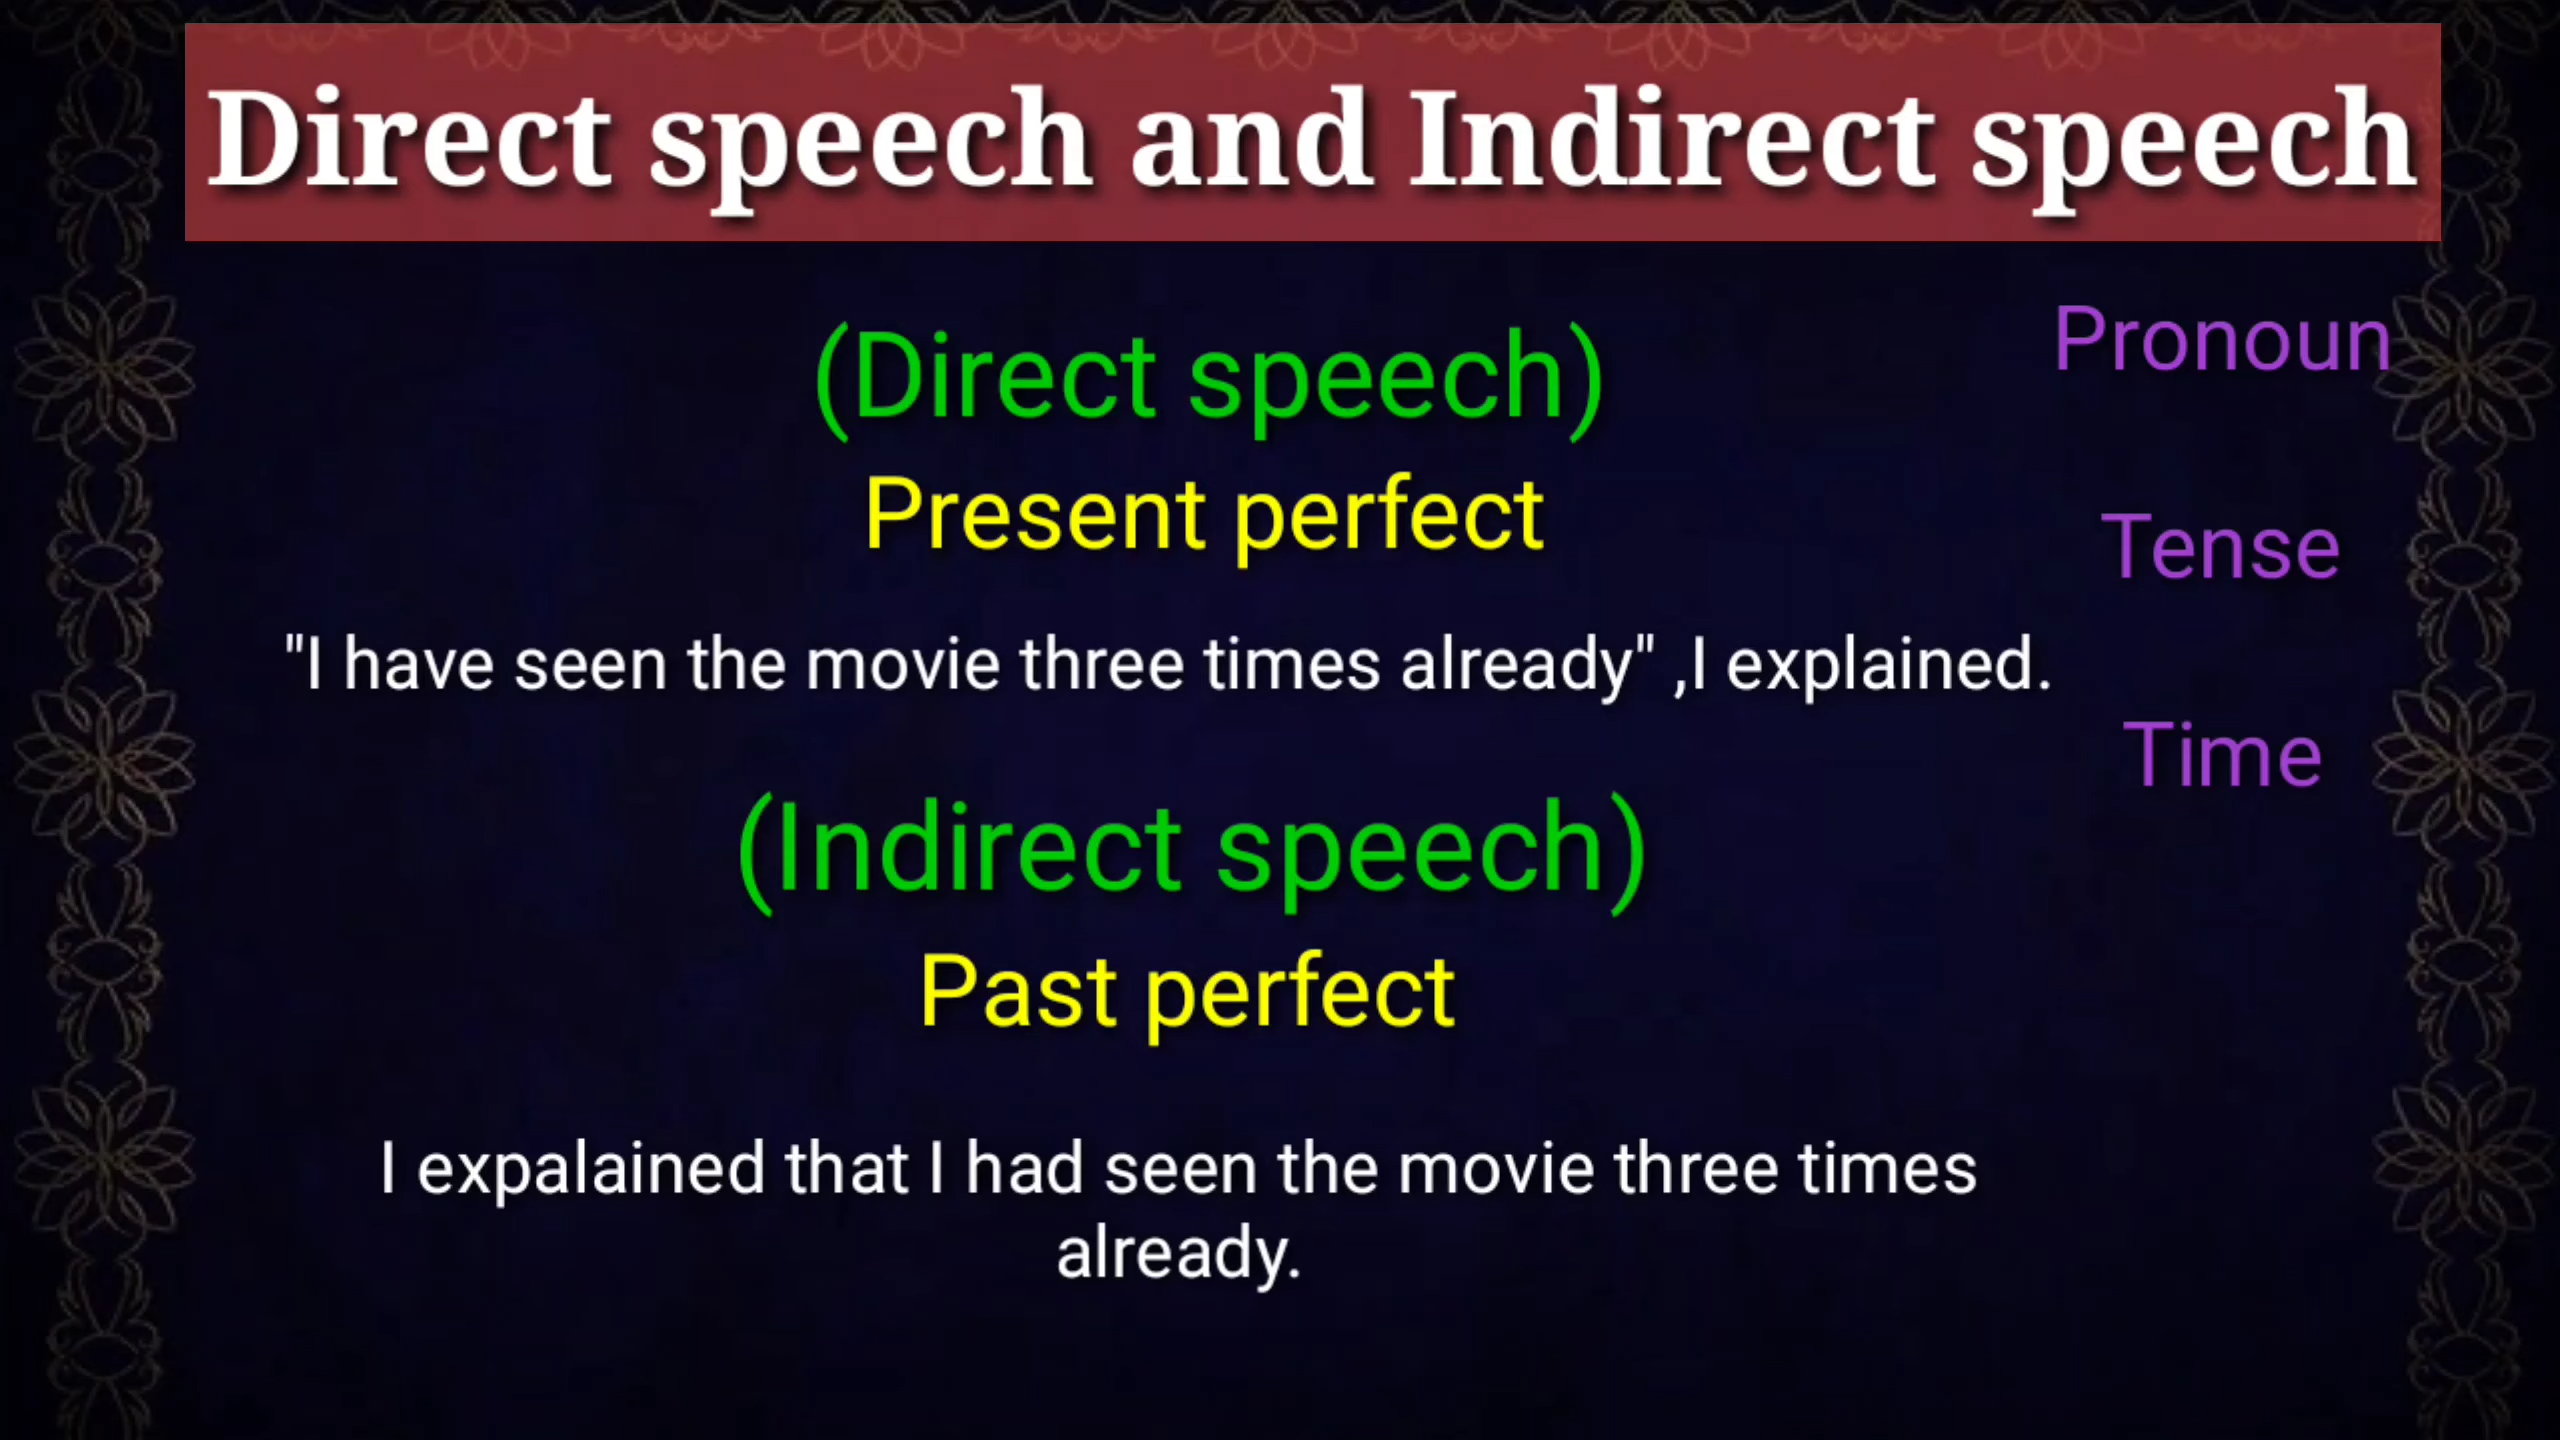 Direct speech and Indirect speech
(Direct speech)
Pronoun
Present perfect
Tense
"I have seen the movie three times already" ,I explained.
Time
(Indirect speech)
Past perfect
I expalained that I had seen the movie three times
already.